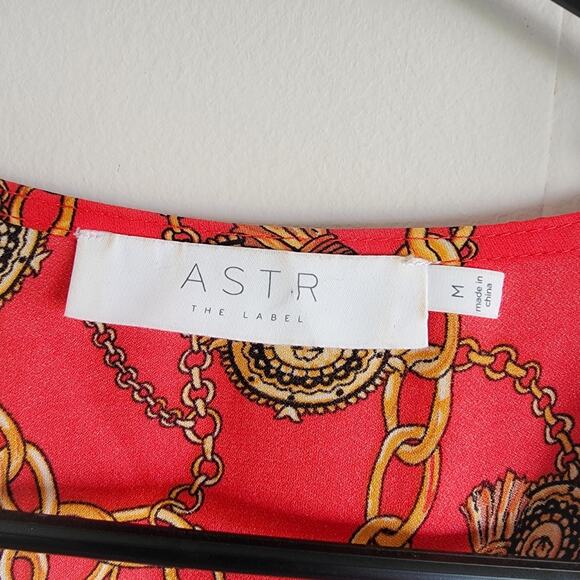 ASTR
THE LABEL
M
made in
china